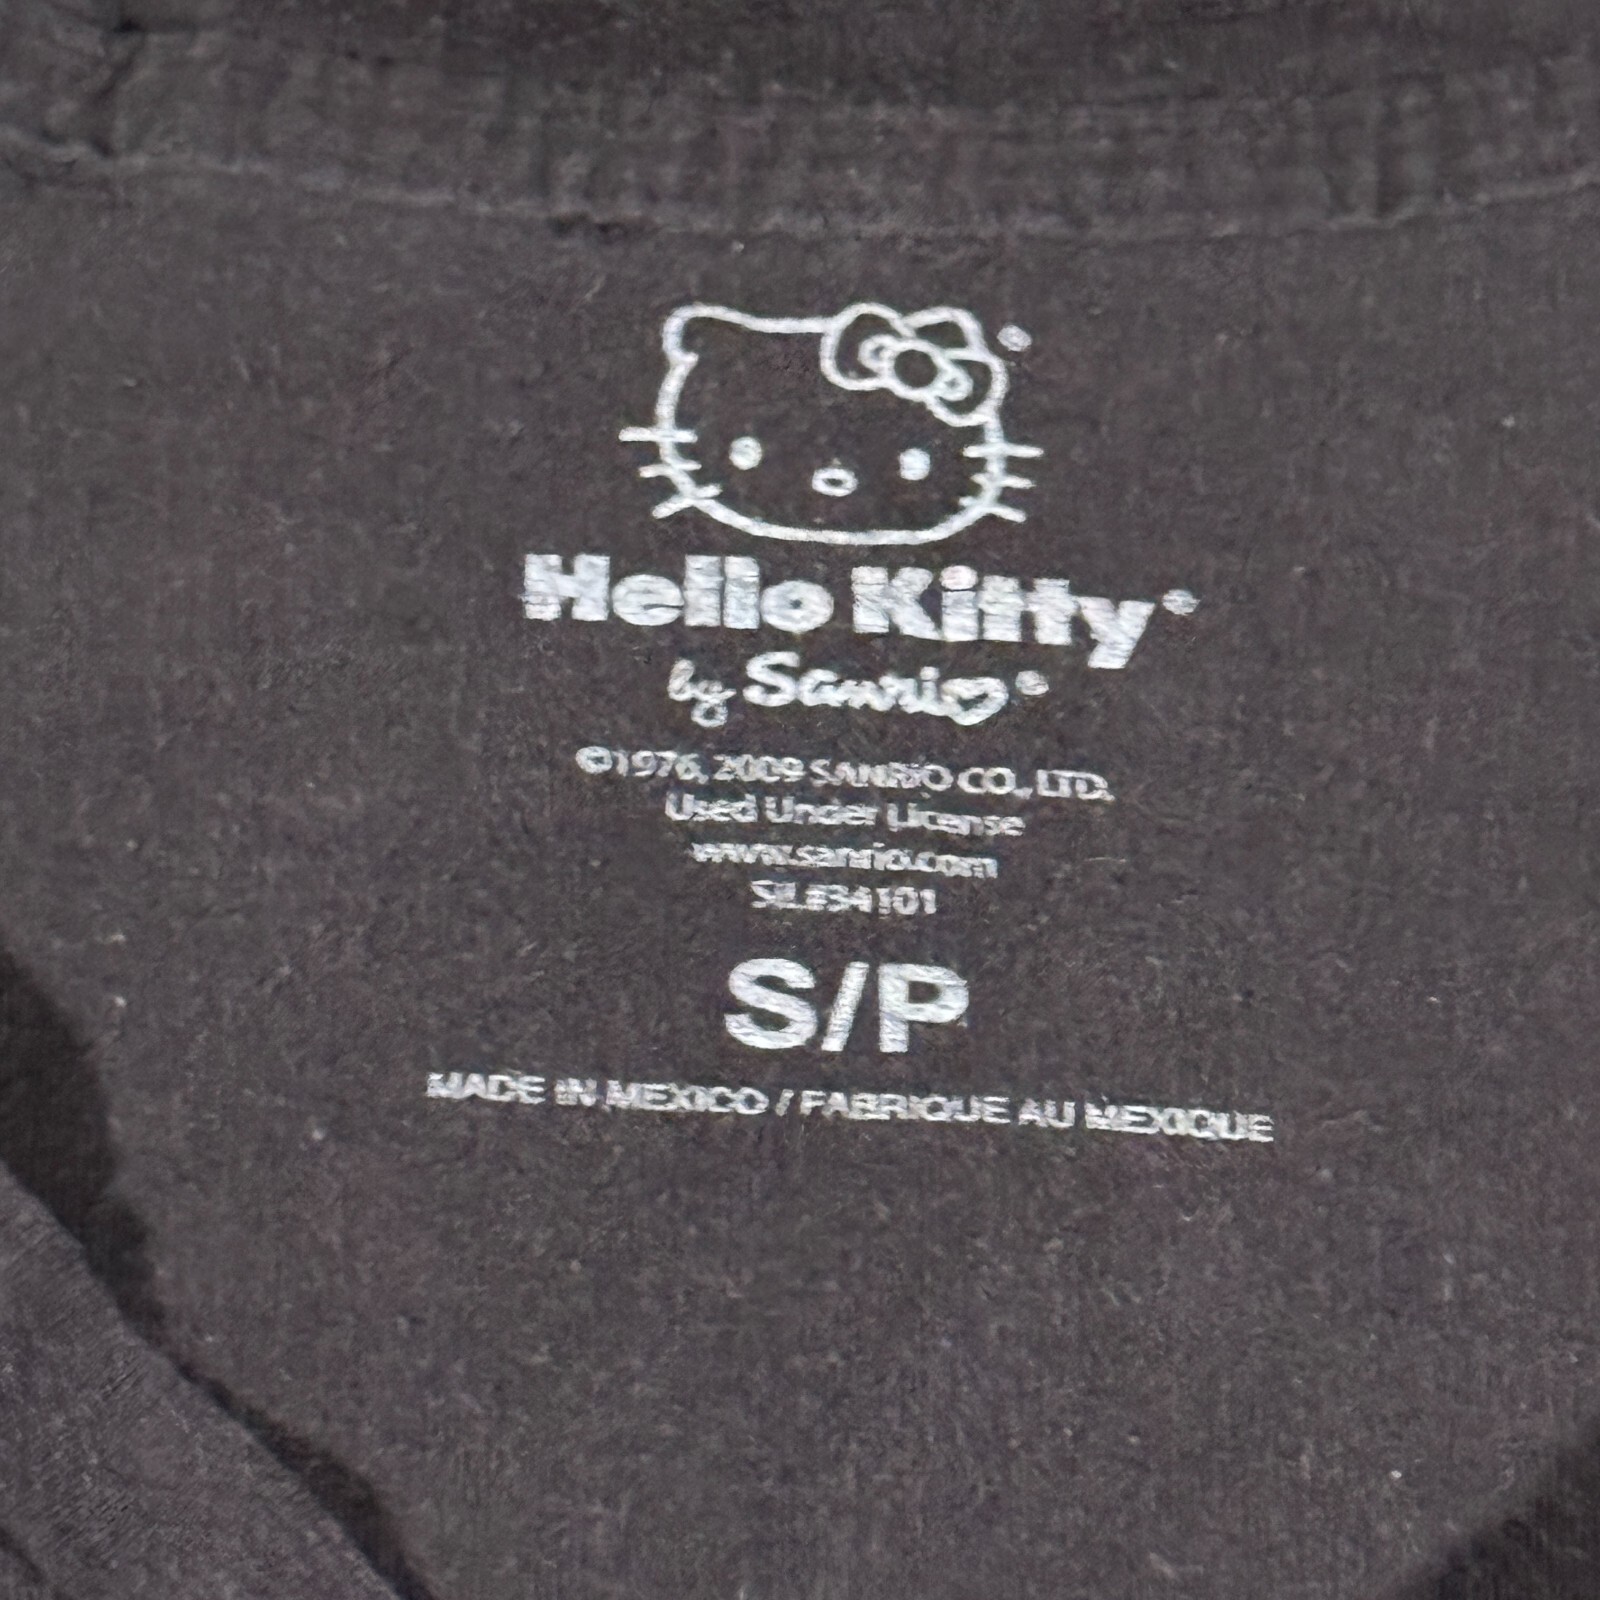 Hello Kitty®
by Sanrio®
©1976, 2009 SANRIO CO., LTD.
Used Under License
www.sanrio.com
SIL#34101
S/P
MADE IN MEXICO / FABRIQUE AU MEXIQUE